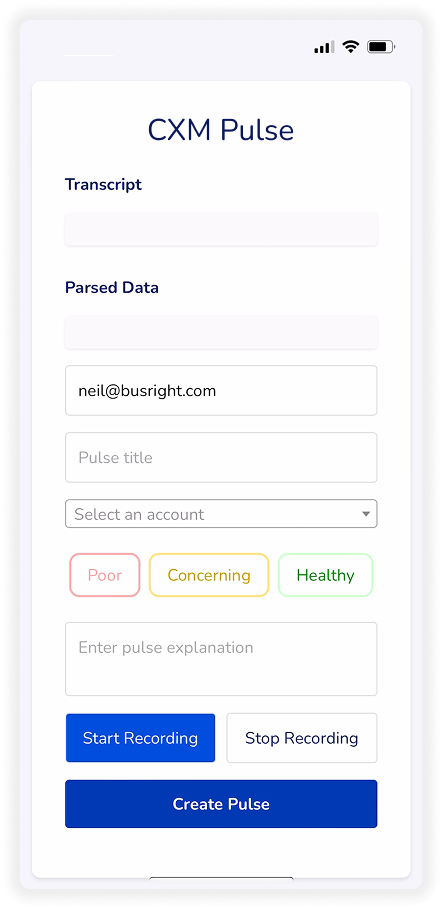 CXM Pulse
Transcript
Parsed Data
neil@busright.com
Pulse title
Select an account
Poor Concerning Healthy
Enter pulse explanation
Start Recording Stop Recording
Create Pulse